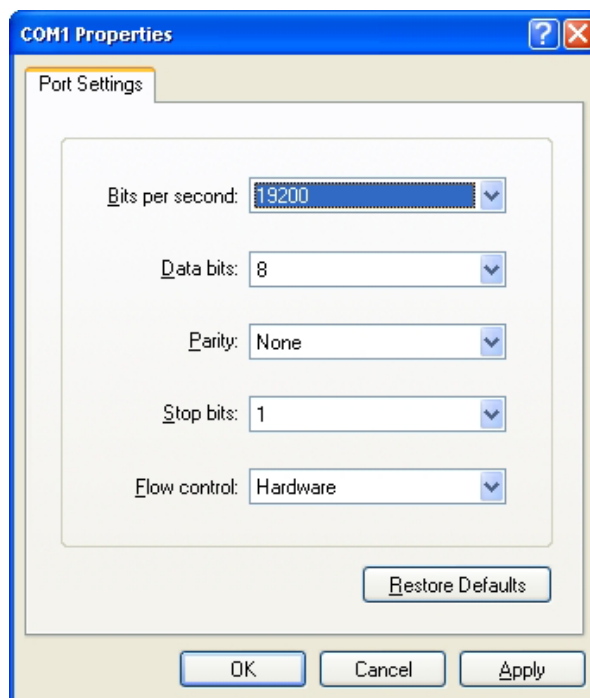 COM1 Properties
Port Settings
Bits per second: 19200
Data bits: 8
Parity: None
Stop bits: 1
Flow control: Hardware
Restore Defaults
OK Cancel Apply